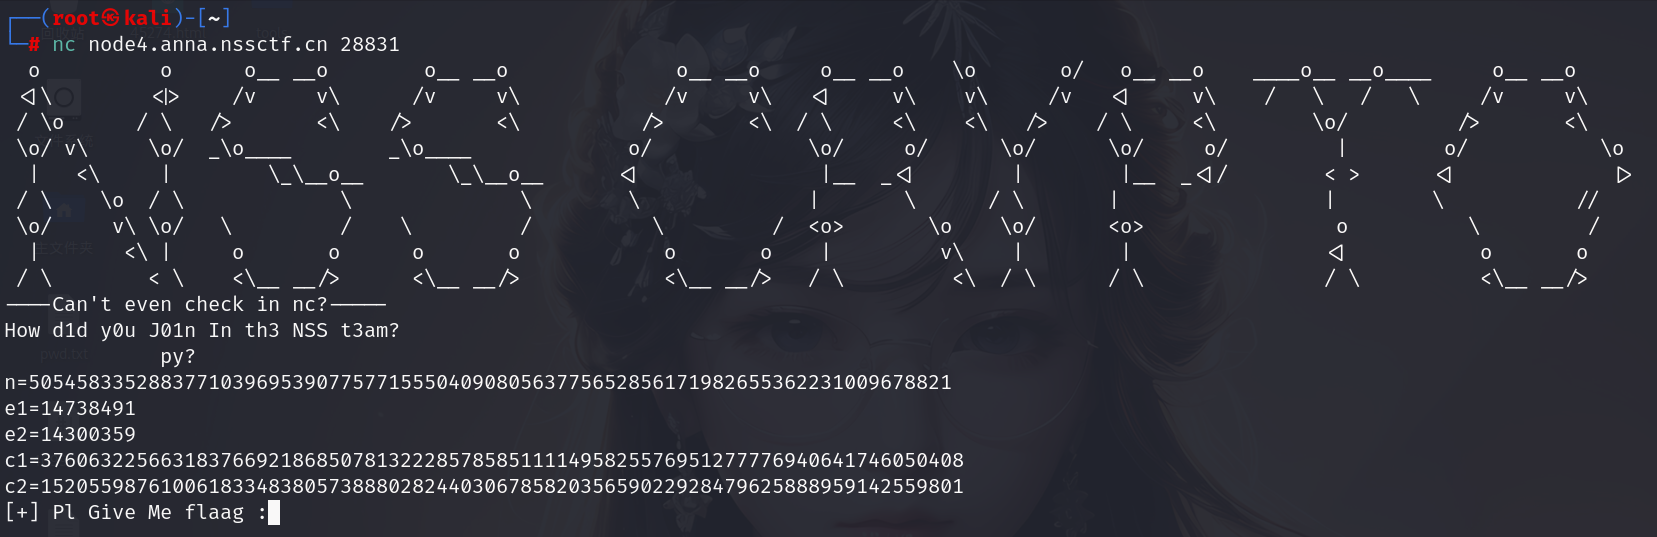 ┌──(root㉿kali)-[~]
└─# nc node4.anna.nssctf.cn 28831
----Can't even check in nc?-----
How d1d y0u J01n In th3 NSS t3am?
py?
n=50545833528837710396953907757715550409080563775652856171982655362231009678821
e1=14738491
e2=14300359
c1=37606322566318376692186850781322285785851111495825576951277776940641746050408
c2=15205598761006183348380573888028244030678582035659022928479625888959142559801
[+] Pl Give Me flaag :